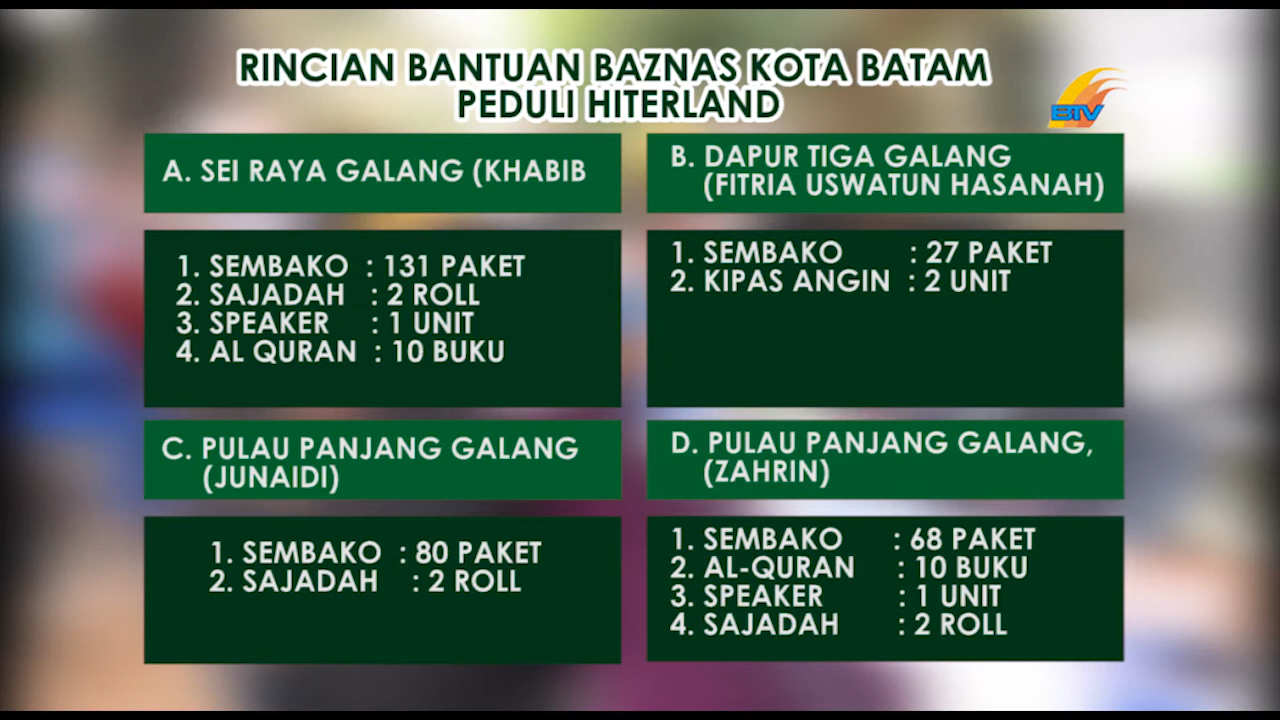 RINCIAN BANTUAN BAZNAS KOTA BATAM
PEDULI HITERLAND
BTV
A. SEI RAYA GALANG (KHABIB
1. SEMBAKO : 131 PAKET
2. SAJADAH : 2 ROLL
3. SPEAKER : 1 UNIT
4. AL QURAN : 10 BUKU
B. DAPUR TIGA GALANG
(FITRIA USWATUN HASANAH)
1. SEMBAKO : 27 PAKET
2. KIPAS ANGIN : 2 UNIT
C. PULAU PANJANG GALANG
(JUNAIDI)
1. SEMBAKO : 80 PAKET
2. SAJADAH : 2 ROLL
D. PULAU PANJANG GALANG,
(ZAHRIN)
1. SEMBAKO : 68 PAKET
2. AL-QURAN : 10 BUKU
3. SPEAKER : 1 UNIT
4. SAJADAH : 2 ROLL